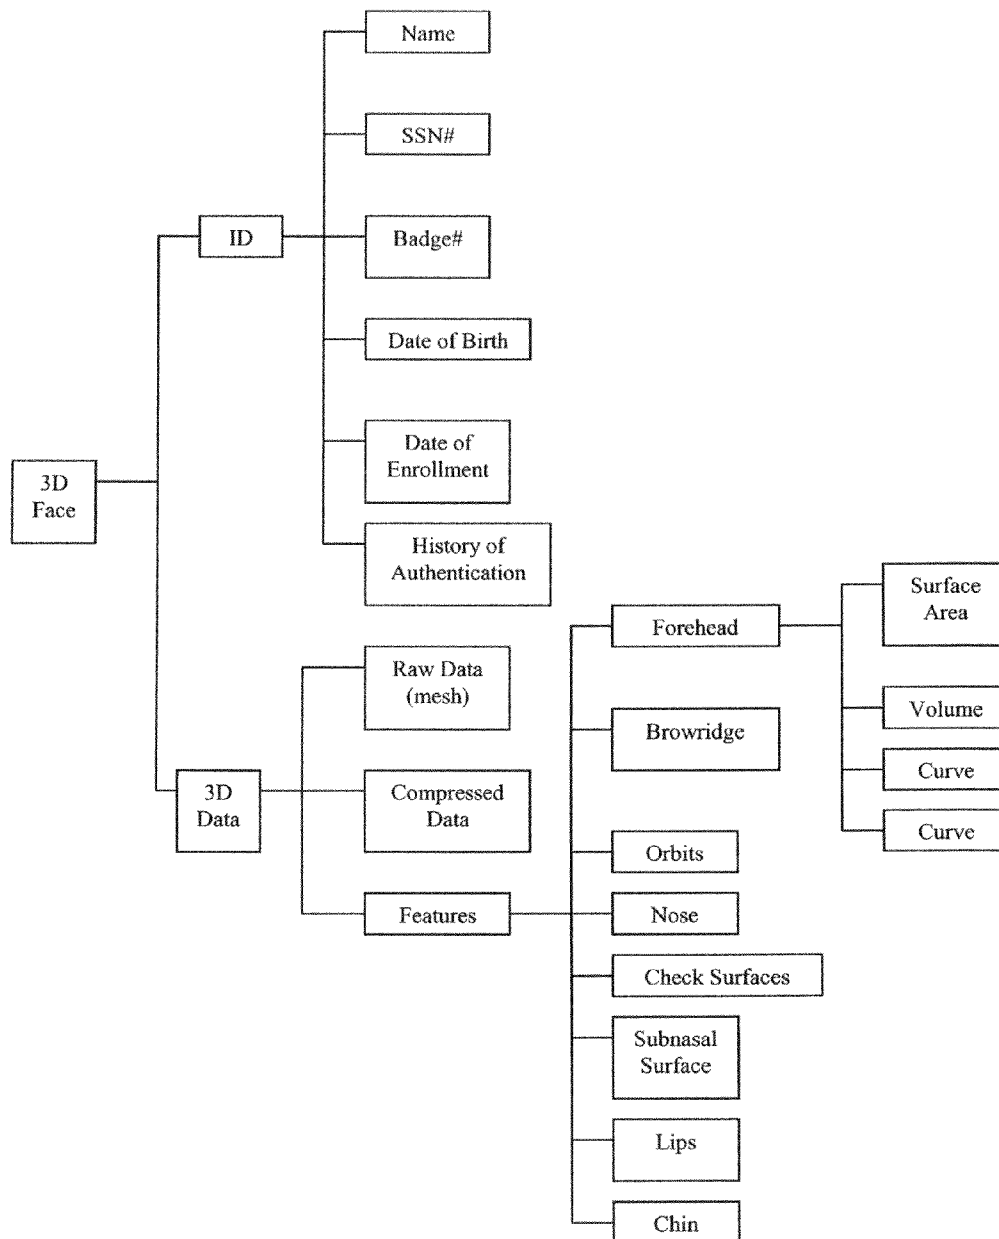 Name
SSN#
ID
Badge#
Date of Birth
Date of
Enrollment
3D
Face
History of
Authentication
Surface
Area
Forehead
Raw Data
(mesh)
Volume
Browridge
Curve
3D
Data
Compressed
Data
Curve
Orbits
Features
Nose
Check Surfaces
Subnasal
Surface
Lips
Chin